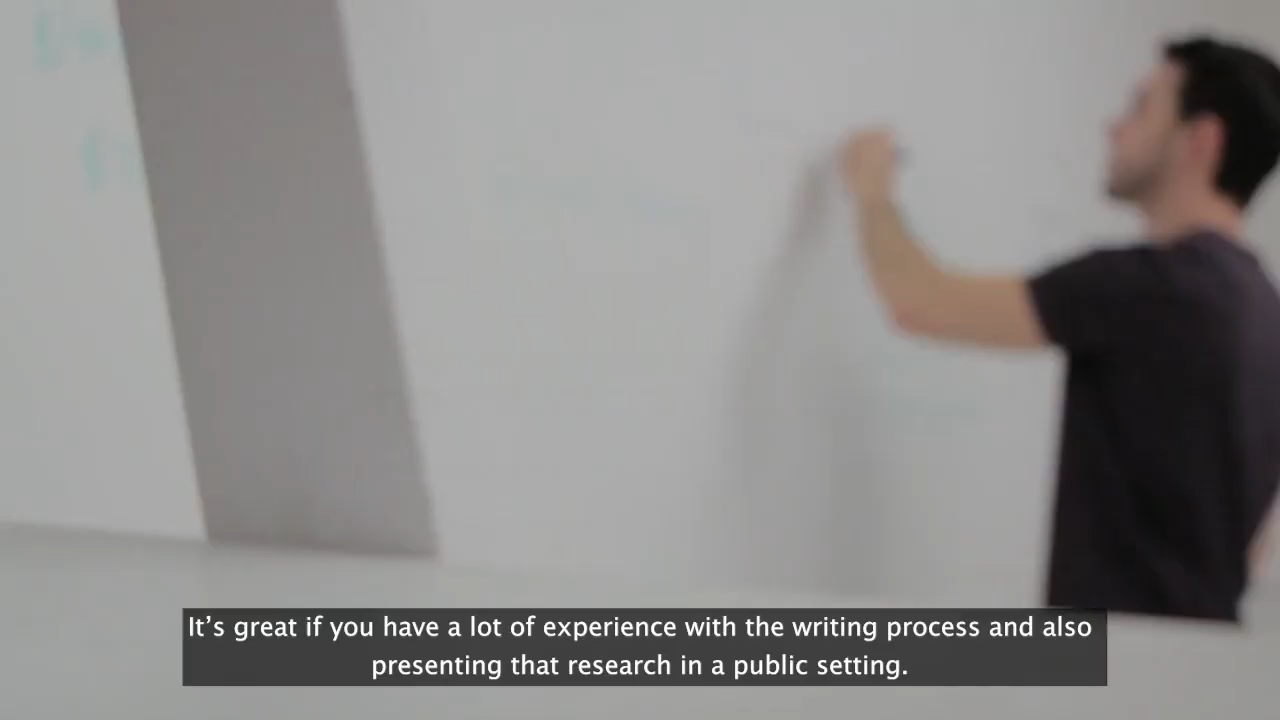 It's great if you have a lot of experience with the writing process and also
presenting that research in a public setting.